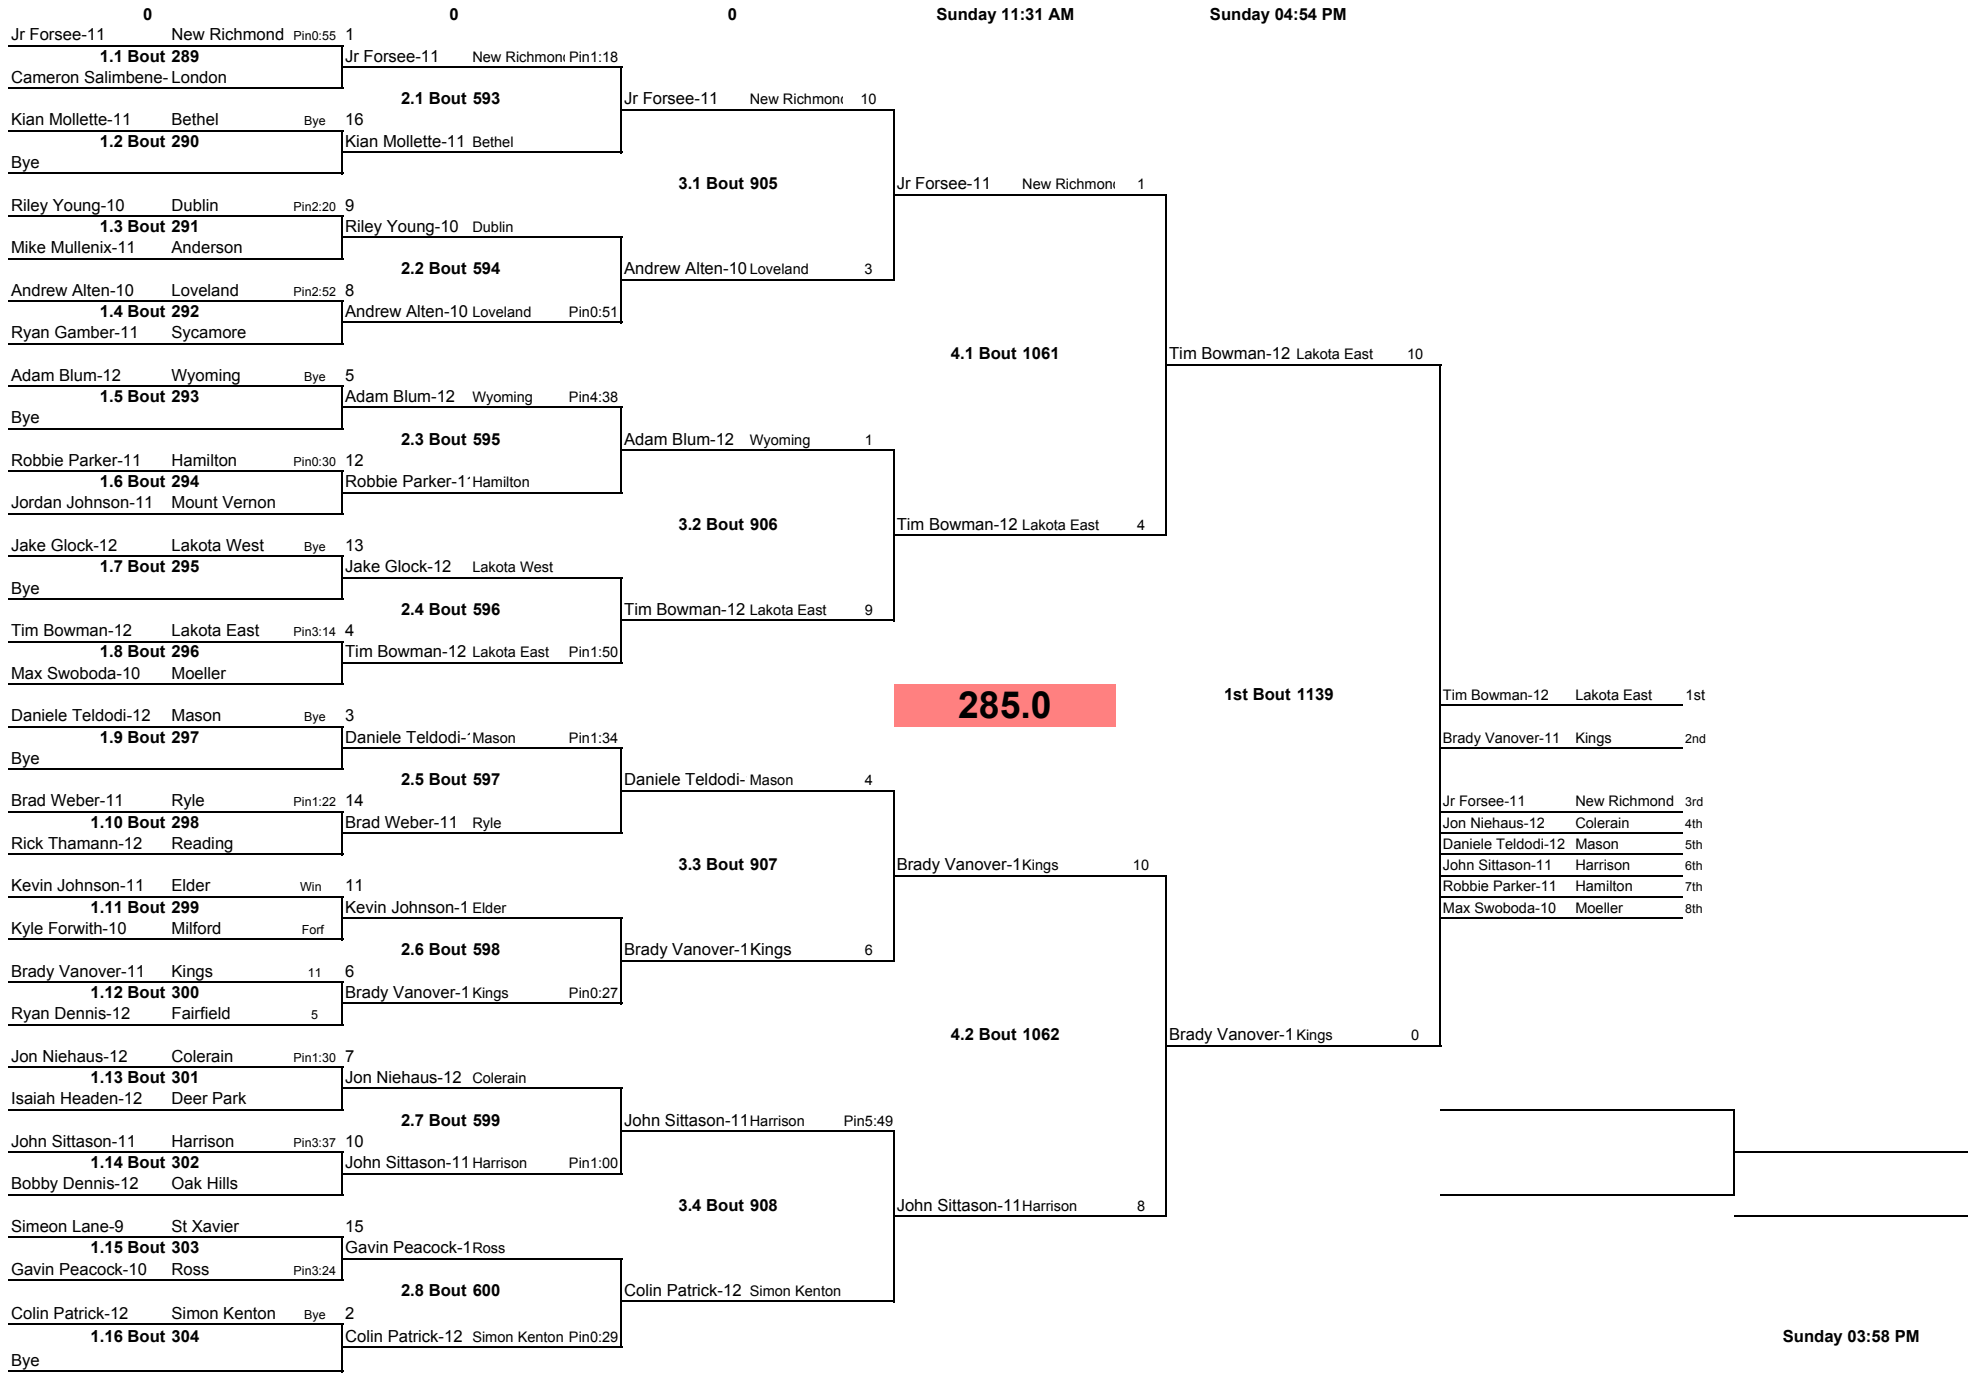 0 0 0 Sunday 11:31 AM Sunday 04:54 PM
Jr Forsee-11 New Richmond Pin0:55 1
1.1 Bout 289
Cameron Salimbene- London
Kian Mollette-11 Bethel Bye 16
1.2 Bout 290
Bye
Riley Young-10 Dublin Pin2:20 9
1.3 Bout 291
Mike Mullenix-11 Anderson
Andrew Alten-10 Loveland Pin2:52 8
1.4 Bout 292
Ryan Gamber-11 Sycamore
Adam Blum-12 Wyoming Bye 5
1.5 Bout 293
Bye
Robbie Parker-11 Hamilton Pin0:30 12
1.6 Bout 294
Jordan Johnson-11 Mount Vernon
Jake Glock-12 Lakota West Bye 13
1.7 Bout 295
Bye
Tim Bowman-12 Lakota East Pin3:14 4
1.8 Bout 296
Max Swoboda-10 Moeller
Daniele Teldodi-12 Mason Bye 3
1.9 Bout 297
Bye
Brad Weber-11 Ryle Pin1:22 14
1.10 Bout 298
Rick Thamann-12 Reading
Kevin Johnson-11 Elder Win 11
1.11 Bout 299
Kyle Forwith-10 Milford Forf
Brady Vanover-11 Kings 11 6
1.12 Bout 300
Ryan Dennis-12 Fairfield 5
Jon Niehaus-12 Colerain Pin1:30 7
1.13 Bout 301
Isaiah Headen-12 Deer Park
John Sittason-11 Harrison Pin3:37 10
1.14 Bout 302
Bobby Dennis-12 Oak Hills
Simeon Lane-9 St Xavier 15
1.15 Bout 303
Gavin Peacock-10 Ross Pin3:24
Colin Patrick-12 Simon Kenton Bye 2
1.16 Bout 304
Bye
Jr Forsee-11 New Richmon Pin1:18
2.1 Bout 593
Kian Mollette-11 Bethel
Riley Young-10 Dublin
2.2 Bout 594
Andrew Alten-10 Loveland Pin0:51
Adam Blum-12 Wyoming Pin4:38
2.3 Bout 595
Robbie Parker-1 Hamilton
Jake Glock-12 Lakota West
2.4 Bout 596
Tim Bowman-12 Lakota East Pin1:50
Daniele Teldodi- Mason Pin1:34
2.5 Bout 597
Brad Weber-11 Ryle
Kevin Johnson-1 Elder
2.6 Bout 598
Brady Vanover-1 Kings Pin0:27
Jon Niehaus-12 Colerain
2.7 Bout 599
John Sittason-11 Harrison Pin1:00
Gavin Peacock-1 Ross
2.8 Bout 600
Colin Patrick-12 Simon Kenton Pin0:29
Jr Forsee-11 New Richmon 10
3.1 Bout 905
Andrew Alten-10 Loveland 3
Adam Blum-12 Wyoming 1
3.2 Bout 906
Tim Bowman-12 Lakota East 9
Daniele Teldodi- Mason 4
3.3 Bout 907
Brady Vanover-1 Kings 6
John Sittason-11 Harrison Pin5:49
3.4 Bout 908
Colin Patrick-12 Simon Kenton
Jr Forsee-11 New Richmon 1
4.1 Bout 1061
Tim Bowman-12 Lakota East 4
285.0
Brady Vanover-1 Kings 10
4.2 Bout 1062
John Sittason-11 Harrison 8
Tim Bowman-12 Lakota East 10
1st Bout 1139
Brady Vanover-1 Kings 0
Tim Bowman-12 Lakota East 1st
Brady Vanover-11 Kings 2nd
Jr Forsee-11 New Richmond 3rd
Jon Niehaus-12 Colerain 4th
Daniele Teldodi-12 Mason 5th
John Sittason-11 Harrison 6th
Robbie Parker-11 Hamilton 7th
Max Swoboda-10 Moeller 8th
Sunday 03:58 PM